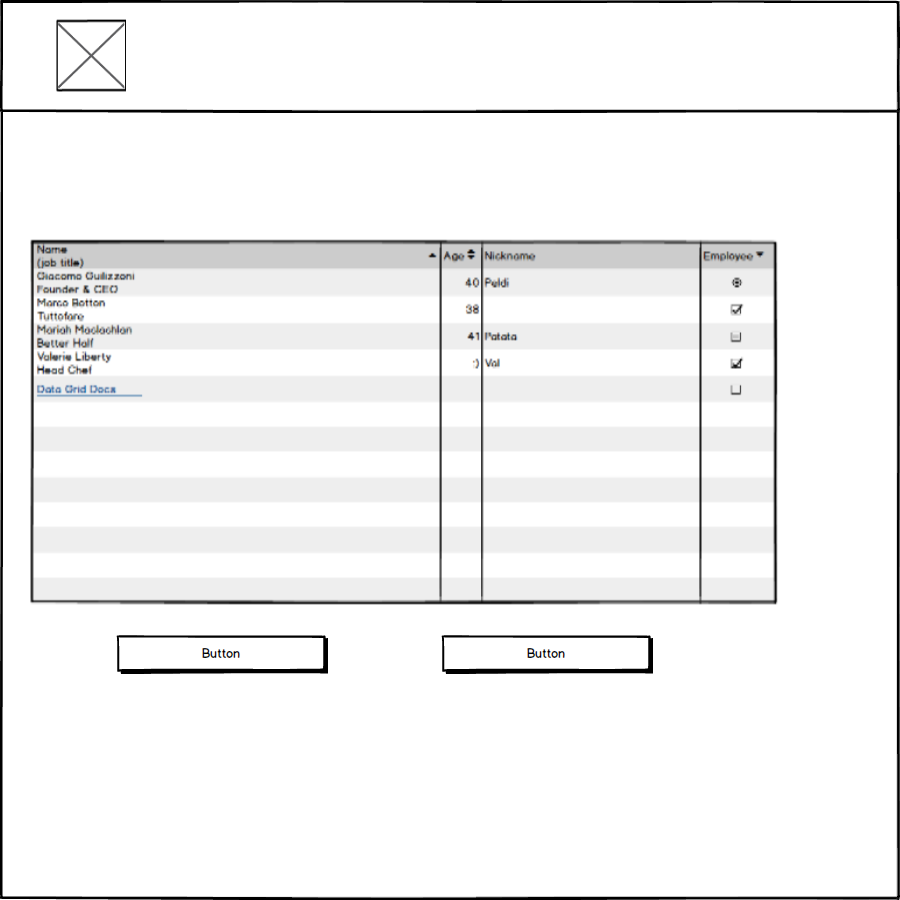 Name
(job title)
Age
Nickname
Employee
Giacomo Guilizzoni
Founder & CEO
40
Peldi
Marco Botton
Tuttofare
38
Mariah Maclachlan
Better Half
41
Patata
Valerie Liberty
Head Chef
:)
Val
Data Grid Docs
Button
Button